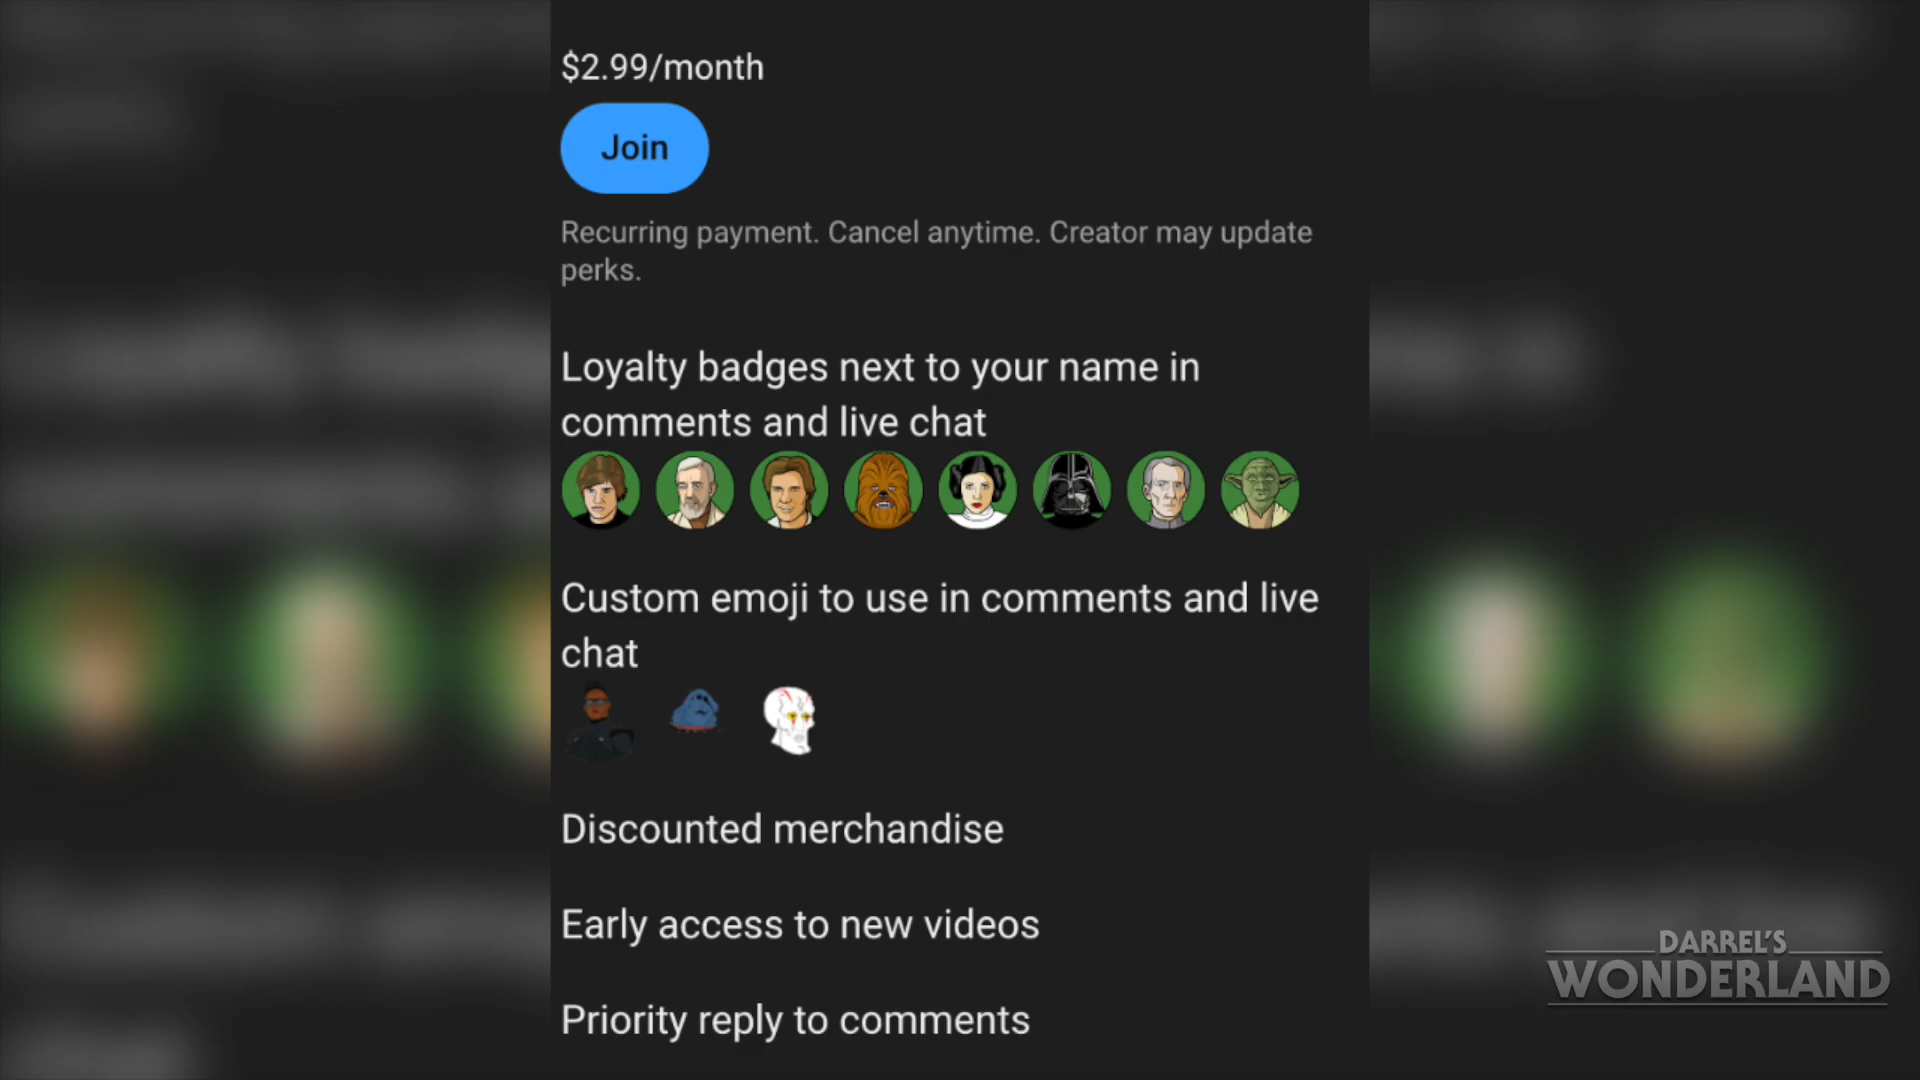 $2.99/month
Join
Recurring payment. Cancel anytime. Creator may update
perks.
Loyalty badges next to your name in
comments and live chat
Custom emoji to use in comments and live
chat
Discounted merchandise
Early access to new videos
Priority reply to comments
DARREL'S
WONDERLAND